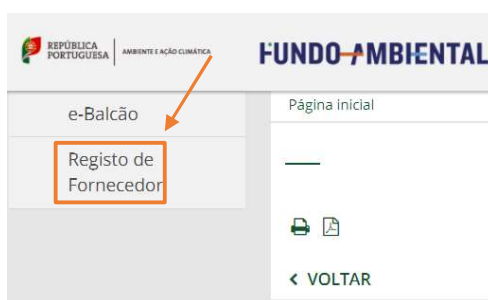 REPÚBLICA
PORTUGUESA
AMBIENTE E AÇÃO CLIMÁTICA
FUNDO AMBIENTAL
e-Balcão
Página inicial
Registo de
Fornecedor
VOLTAR